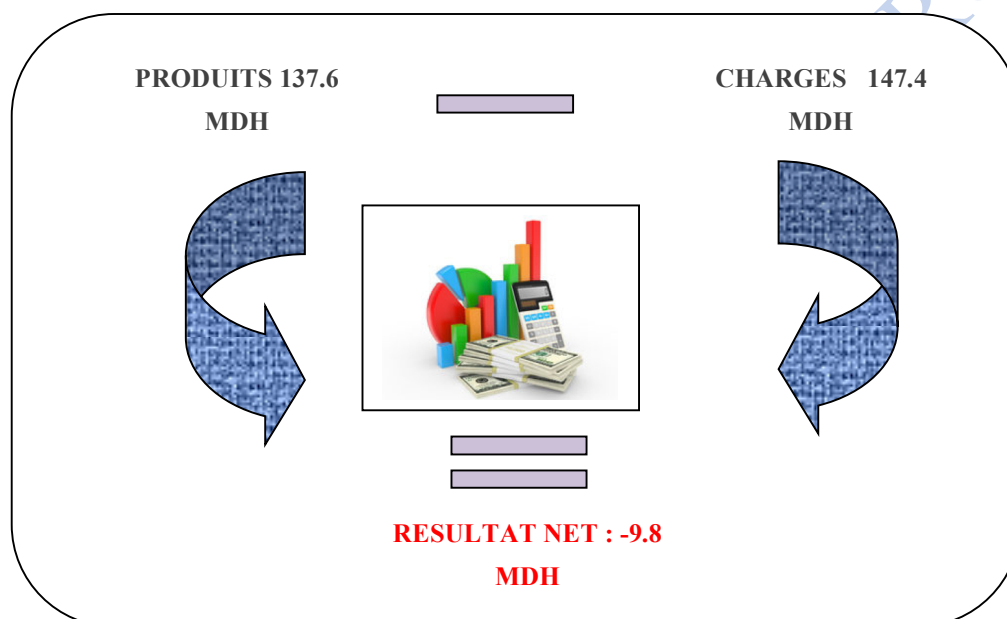 PRODUITS 137.6
MDH
CHARGES 147.4
MDH
RESULTAT NET : -9.8
MDH